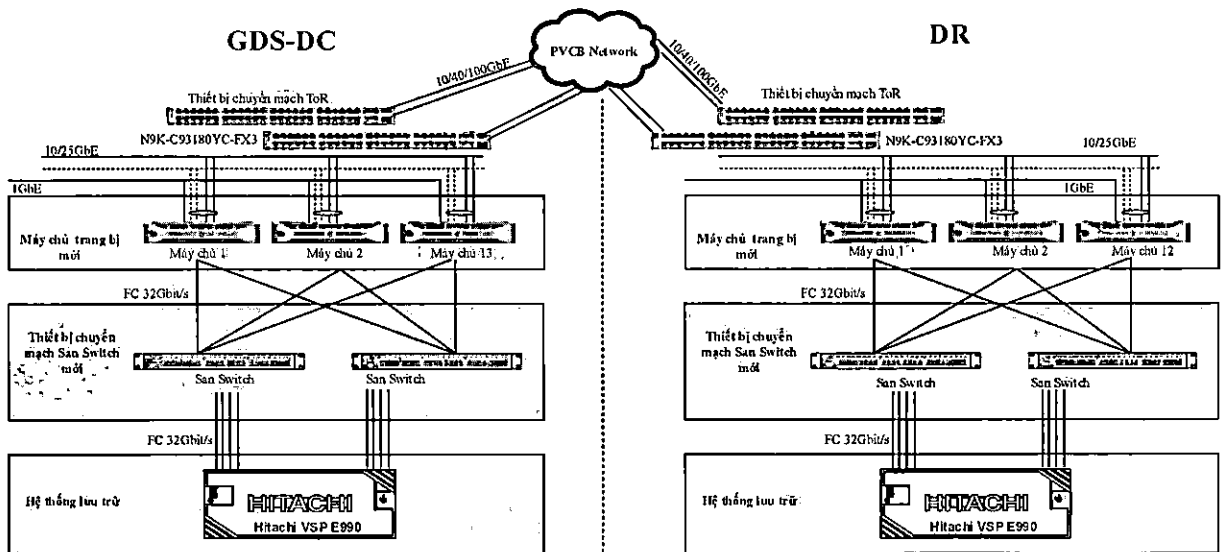 GDS-DC
PVCB Network
DR
10/40/100GbE
10/40/100GbE
Thiết bị chuyển mạch ToR
Thiết bị chuyển mạch ToR
N9K-C93180YC-FX3
N9K-C93180YC-FX3
10/25GbE
10/25GbE
1GbE
1GbE
Máy chủ trang bị
mới
Máy chủ 1
Máy chủ 2
Máy chủ 13
Máy chủ trang bị
mới
Máy chủ 1
Máy chủ 2
Máy chủ 12
FC 32Gbit/s
FC 32Gbit/s
Thiết bị chuyển
mạch San Switch
mới
San Switch
San Switch
Thiết bị chuyển
mạch San Switch
mới
San Switch
San Switch
FC 32Gbit/s
FC 32Gbit/s
Hệ thống lưu trữ
HITACHI
Hitachi VSP E990
Hệ thống lưu trữ
HITACHI
Hitachi VSP E990